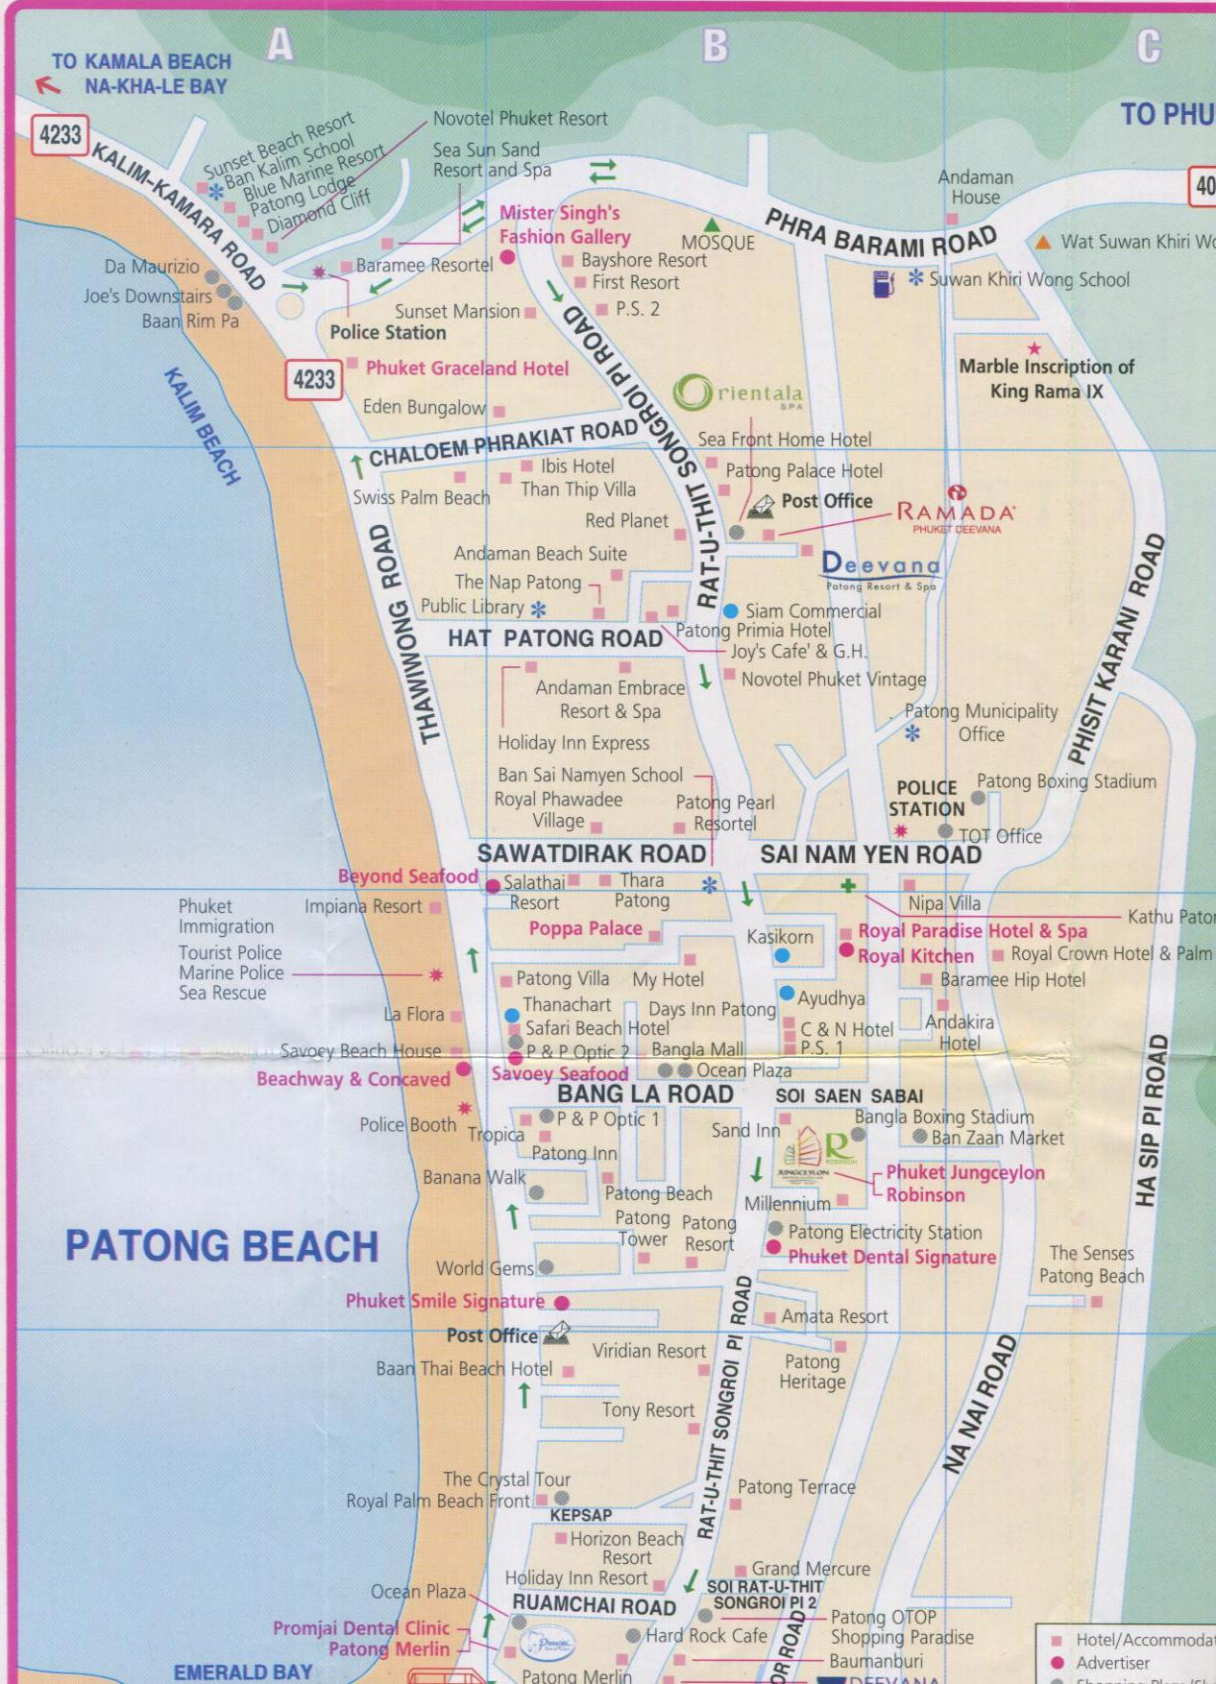 A
B
C
TO KAMALA BEACH
NA-KHA-LE BAY
TO PHU
4233
KALIM-KAMARA ROAD
Sunset Beach Resort
Ban Kalim School
Blue Marine Resort
Patong Lodge
Diamond Cliff
Novotel Phuket Resort
Sea Sun Sand
Resort and Spa
Mister Singh's
Fashion Gallery
MOSQUE
PHRA BARAMI ROAD
Andaman
House
40
Wat Suwan Khiri Wo
Suwan Khiri Wong School
Da Maurizio
Joe's Downstairs
Baan Rim Pa
Baramee Resortel
Bayshore Resort
First Resort
P.S. 2
Sunset Mansion
Police Station
4233
Phuket Graceland Hotel
Eden Bungalow
KALIM BEACH
Marble Inscription of
King Rama IX
Orientala
SPA
CHALOEM PHRAKIAT ROAD
RAT-U-THIT SONGROI PI ROAD
Sea Front Home Hotel
Patong Palace Hotel
Post Office
RAMADA
PHUKET DEEVANA
Deevana
Patong Resort & Spa
Ibis Hotel
Than Thip Villa
Swiss Palm Beach
Red Planet
Andaman Beach Suite
The Nap Patong
Public Library
THAWIWONG ROAD
HAT PATONG ROAD
Siam Commercial
Patong Primia Hotel
Joy's Cafe' & G.H.
Novotel Phuket Vintage
PHISIT KARANI ROAD
Andaman Embrace
Resort & Spa
Holiday Inn Express
Patong Municipality
Office
Ban Sai Namyen School
Royal Phawadee
Village
Patong Pearl
Resortel
POLICE
STATION
Patong Boxing Stadium
TOT Office
SAWATDIRAK ROAD
SAI NAM YEN ROAD
Beyond Seafood
Salathai
Resort
Thara
Patong
Nipa Villa
Kathu Pator
Impiana Resort
Phuket
Immigration
Tourist Police
Marine Police
Sea Rescue
Poppa Palace
Kasikorn
Royal Paradise Hotel & Spa
Royal Kitchen
Royal Crown Hotel & Palm
Patong Villa
My Hotel
Baramee Hip Hotel
Thanachart
Days Inn Patong
Ayudhya
La Flora
Safari Beach Hotel
C & N Hotel
Andakira
Hotel
Savoey Beach House
P & P Optic 2
Bangla Mall
P.S. 1
Beachway & Concaved
Savoey Seafood
Ocean Plaza
BANG LA ROAD
SOI SAEN SABAI
HA SIP PI ROAD
Police Booth
Tropica
P & P Optic 1
Sand Inn
Bangla Boxing Stadium
Ban Zaan Market
Patong Inn
JUNGCEYLON
ROBINSON
Phuket Jungceylon
Robinson
Banana Walk
Patong Beach
Millennium
Patong
Tower
Patong
Resort
Patong Electricity Station
Phuket Dental Signature
PATONG BEACH
World Gems
The Senses
Patong Beach
Phuket Smile Signature
Post Office
RAT-U-THIT SONGROI PI ROAD
Amata Resort
Viridian Resort
Baan Thai Beach Hotel
Patong
Heritage
NA NAI ROAD
Tony Resort
The Crystal Tour
Royal Palm Beach Front
Patong Terrace
KEPSAP
Horizon Beach
Resort
Holiday Inn Resort
Grand Mercure
SOI RAT-U-THIT
SONGROI PI 2
Ocean Plaza
RUAMCHAI ROAD
Promjai Dental Clinic
Patong Merlin
Promjai
Hard Rock Cafe
Patong OTOP
Shopping Paradise
Baumanburi
OR ROAD
EMERALD BAY
Patong Merlin
DEEVANA
Hotel/Accommodat
Advertiser